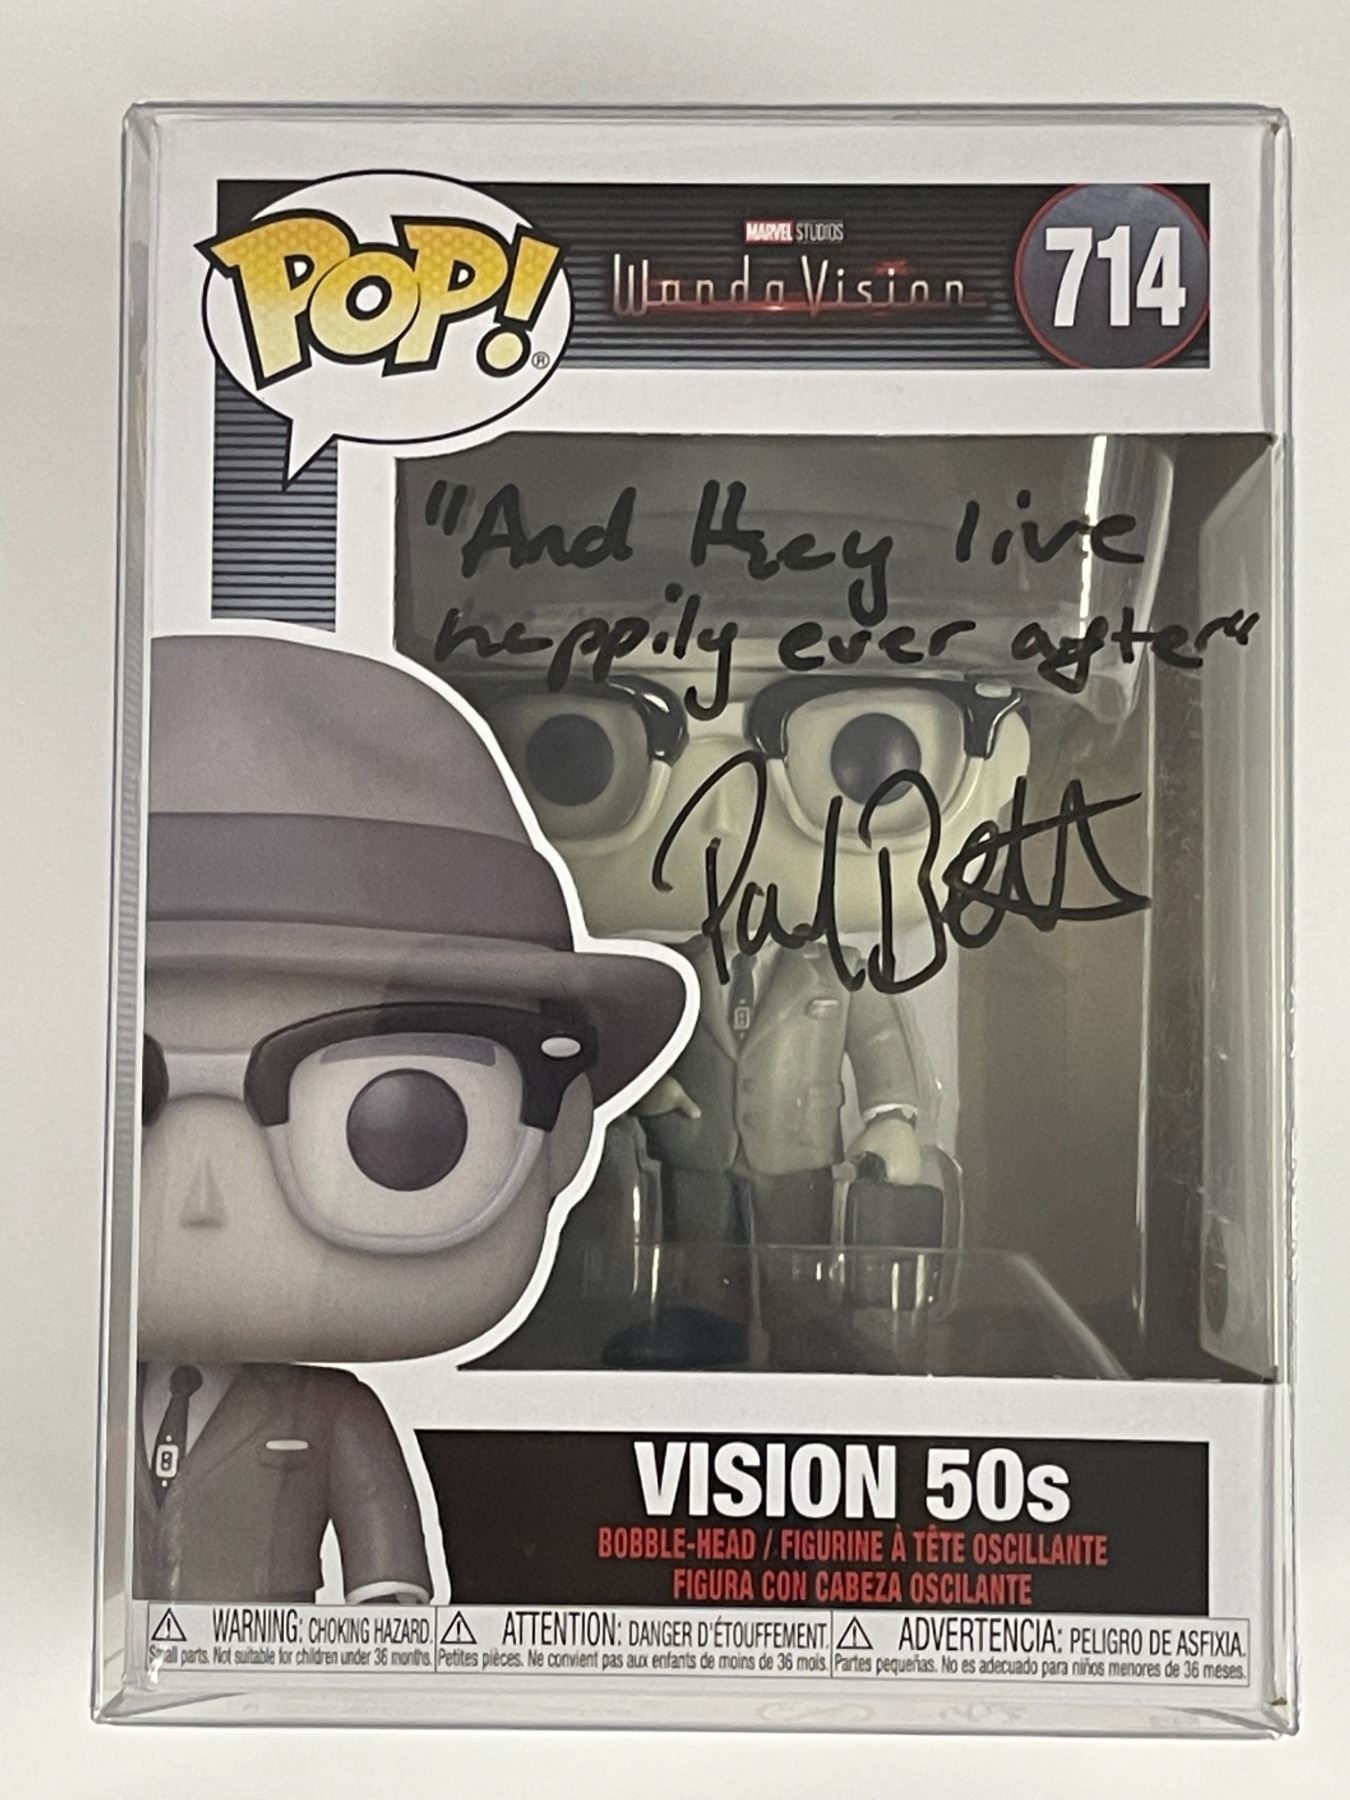 POP!®
MARVEL STUDIOS
WandaVision
714
"And they live
happily ever after"
Paul Bettany
VISION 50s
BOBBLE-HEAD / FIGURINE À TÊTE OSCILLANTE
FIGURA CON CABEZA OSCILANTE
WARNING: CHOKING HAZARD.
Small parts. Not suitable for children under 36 months.
ATTENTION: DANGER D'ÉTOUFFEMENT.
Petites pièces. Ne convient pas aux enfants de moins de 36 mois.
ADVERTENCIA: PELIGRO DE ASFIXIA.
Partes pequeñas. No es adecuado para niños menores de 36 meses.